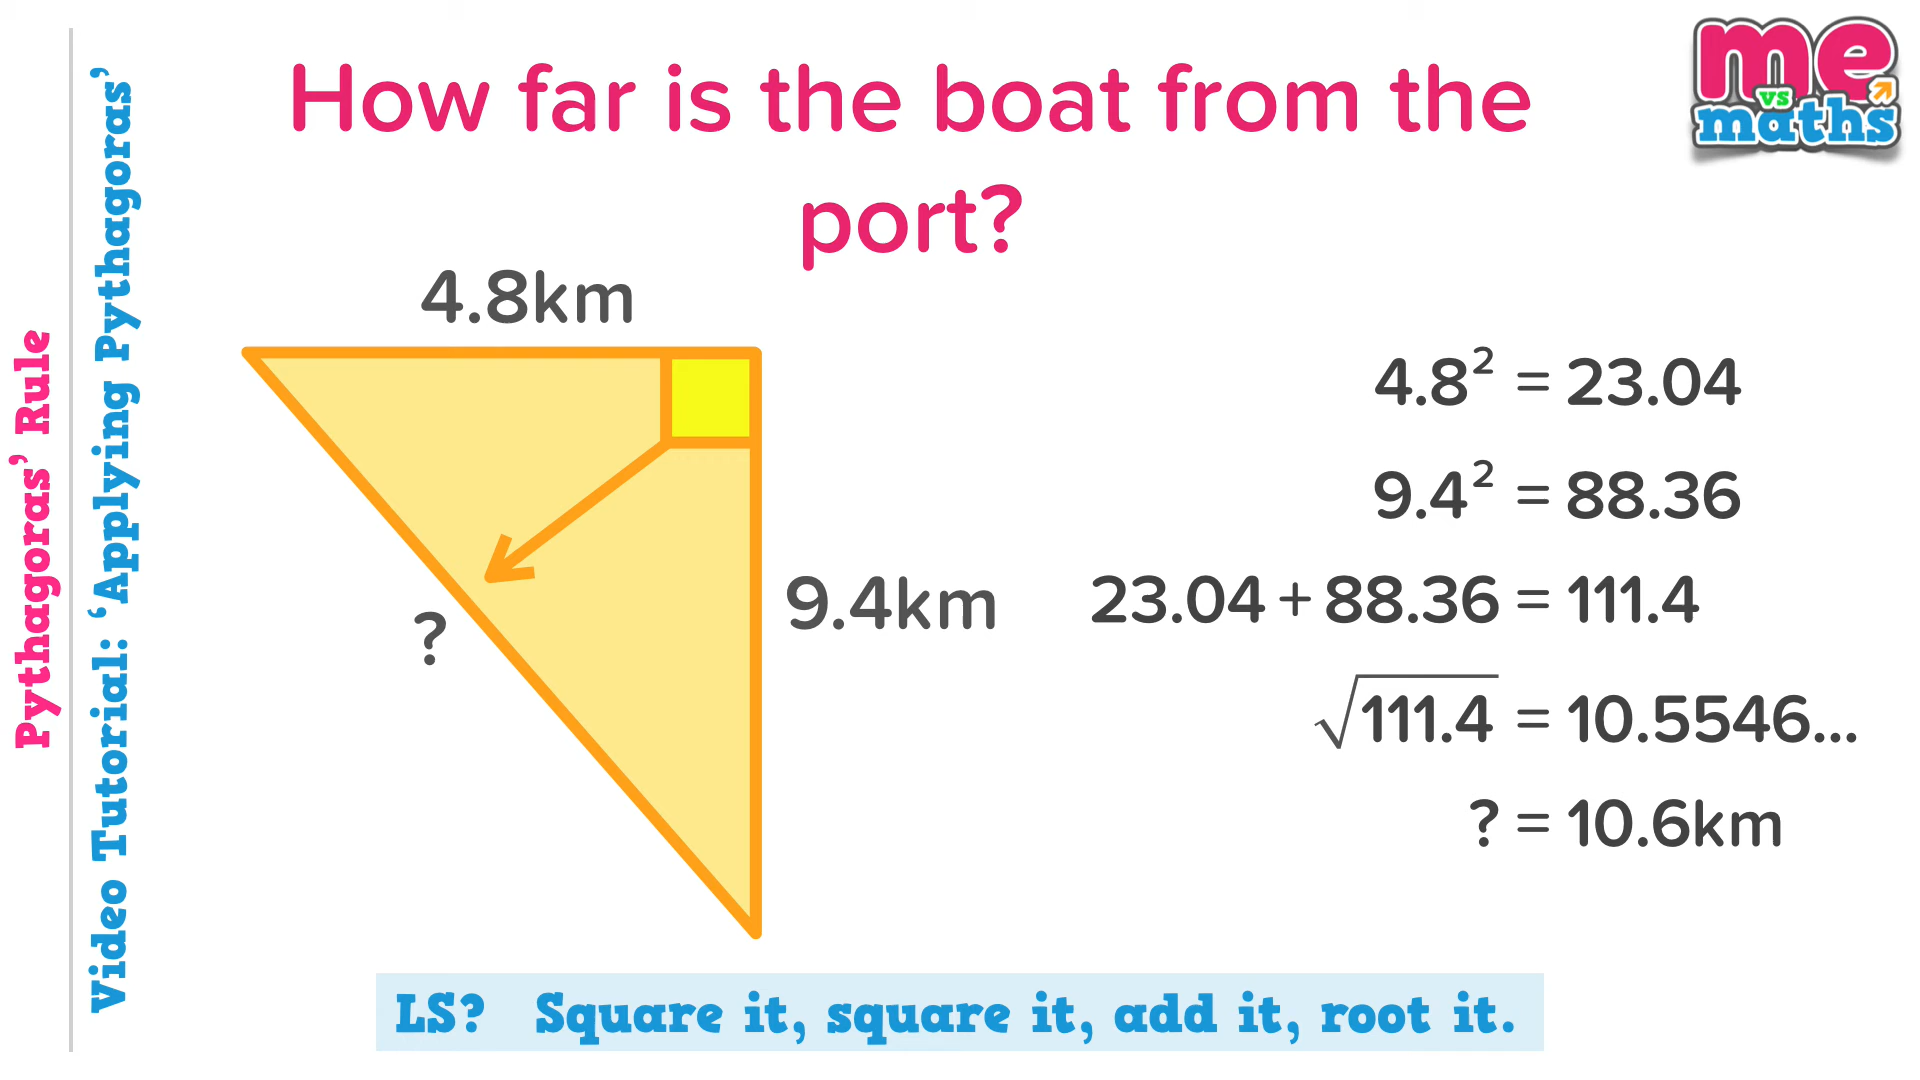 Pythagoras’ Rule
Video Tutorial: ‘Applying Pythagoras’
How far is the boat from the
port?
me
vs
maths
4.8km
9.4km
?
4.8² = 23.04
9.4² = 88.36
23.04 + 88.36 = 111.4
√111.4 = 10.5546...
? = 10.6km
LS? Square it, square it, add it, root it.